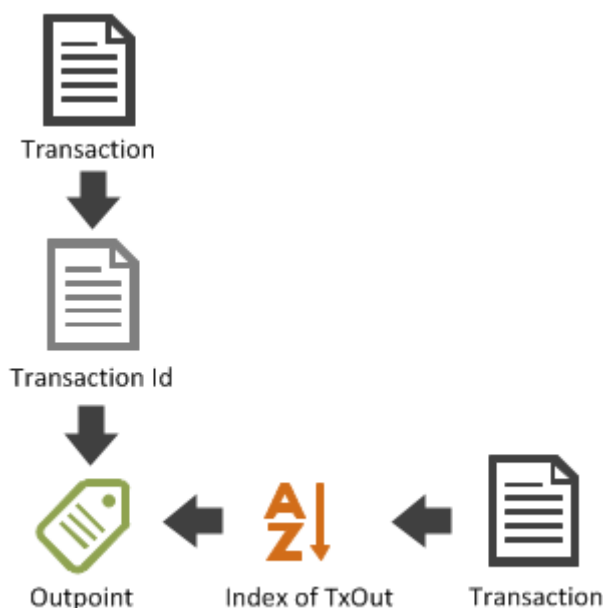 Transaction
Transaction Id
A
Z
Outpoint Index of TxOut Transaction